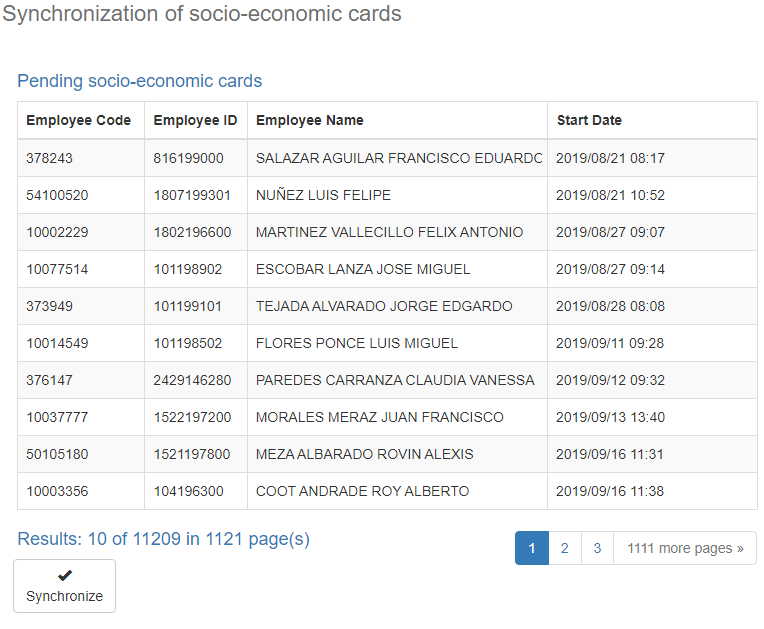 Synchronization of socio-economic cards
Pending socio-economic cards
Employee Code Employee ID Employee Name Start Date
378243 816199000 SALAZAR AGUILAR FRANCISCO EDUARDO 2019/08/21 08:17
54100520 1807199301 NUÑEZ LUIS FELIPE 2019/08/21 10:52
10002229 1802196600 MARTINEZ VALLECILLO FELIX ANTONIO 2019/08/27 09:07
10077514 101198902 ESCOBAR LANZA JOSE MIGUEL 2019/08/27 09:14
373949 101199101 TEJADA ALVARADO JORGE EDGARDO 2019/08/28 08:08
10014549 101198502 FLORES PONCE LUIS MIGUEL 2019/09/11 09:28
376147 2429146280 PAREDES CARRANZA CLAUDIA VANESSA 2019/09/12 09:32
10037777 1522197200 MORALES MERAZ JUAN FRANCISCO 2019/09/13 13:40
50105180 1521197800 MEZA ALBARADO ROVIN ALEXIS 2019/09/16 11:31
10003356 104196300 COOT ANDRADE ROY ALBERTO 2019/09/16 11:38
Results: 10 of 11209 in 1121 page(s)
1 2 3 1111 more pages »
Synchronize